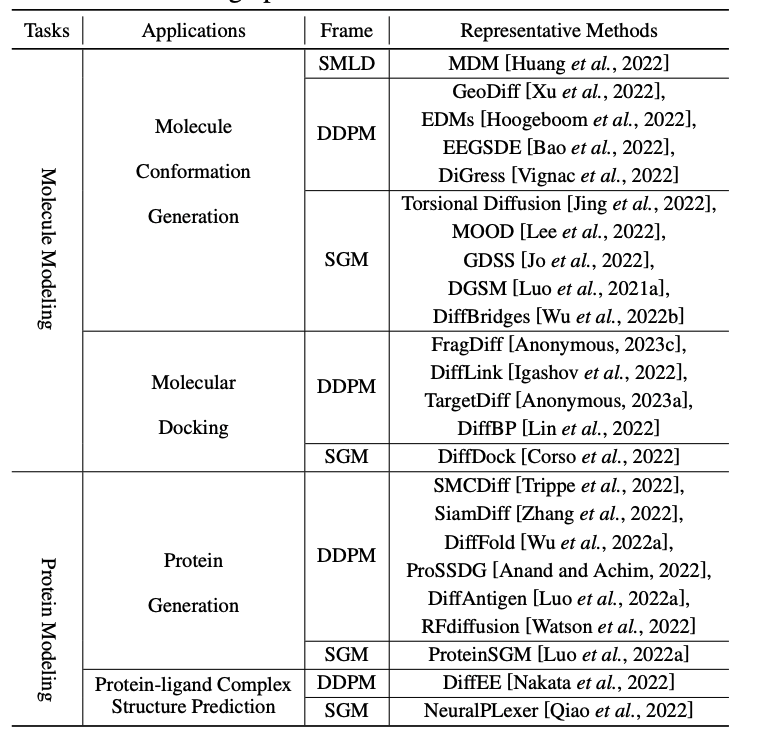 Tasks Applications Frame Representative Methods
Molecule Modeling
Molecule
Conformation
Generation
SMLD
MDM [Huang et al., 2022]
DDPM
GeoDiff [Xu et al., 2022],
EDMs [Hoogeboom et al., 2022],
EEGSDE [Bao et al., 2022],
DiGress [Vignac et al., 2022]
SGM
Torsional Diffusion [Jing et al., 2022],
MOOD [Lee et al., 2022],
GDSS [Jo et al., 2022],
DGSM [Luo et al., 2021a],
DiffBridges [Wu et al., 2022b]
Molecular
Docking
DDPM
FragDiff [Anonymous, 2023c],
DiffLink [Igashov et al., 2022],
TargetDiff [Anonymous, 2023a],
DiffBP [Lin et al., 2022]
SGM
DiffDock [Corso et al., 2022]
Protein Modeling
Protein
Generation
DDPM
SMCDiff [Trippe et al., 2022],
SiamDiff [Zhang et al., 2022],
DiffFold [Wu et al., 2022a],
ProSSDG [Anand and Achim, 2022],
DiffAntigen [Luo et al., 2022a],
RFdiffusion [Watson et al., 2022]
SGM
ProteinSGM [Luo et al., 2022a]
Protein-ligand Complex
Structure Prediction
DDPM
DiffEE [Nakata et al., 2022]
SGM
NeuralPLexer [Qiao et al., 2022]